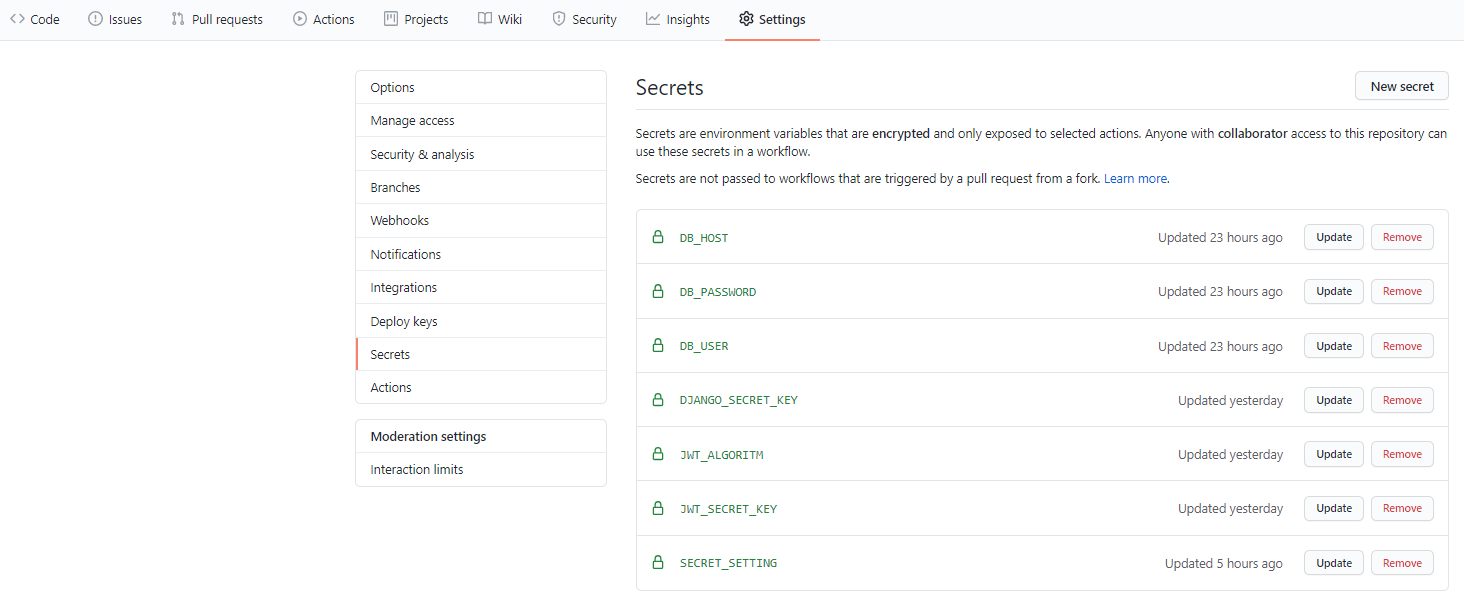 Code Issues Pull requests Actions Projects Wiki Security Insights Settings
Options
Manage access
Security & analysis
Branches
Webhooks
Notifications
Integrations
Deploy keys
Secrets
Actions
Moderation settings
Interaction limits
Secrets New secret
Secrets are environment variables that are encrypted and only exposed to selected actions. Anyone with collaborator access to this repository can
use these secrets in a workflow.
Secrets are not passed to workflows that are triggered by a pull request from a fork. Learn more.
DB_HOST Updated 23 hours ago Update Remove
DB_PASSWORD Updated 23 hours ago Update Remove
DB_USER Updated 23 hours ago Update Remove
DJANGO_SECRET_KEY Updated yesterday Update Remove
JWT_ALGORITM Updated yesterday Update Remove
JWT_SECRET_KEY Updated yesterday Update Remove
SECRET_SETTING Updated 5 hours ago Update Remove